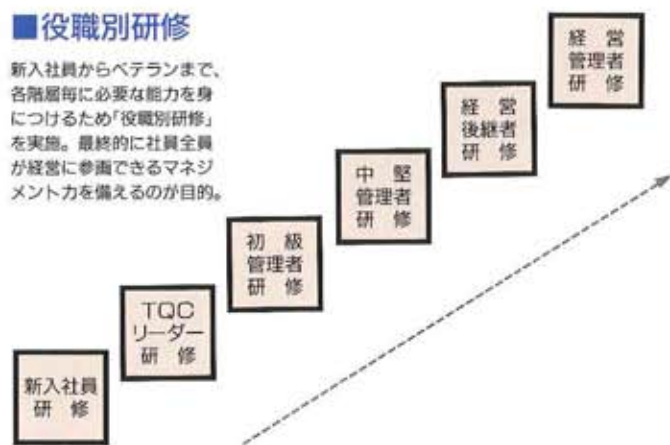 ■役職別研修
新入社員からベテランまで、
各階層毎に必要な能力を身
につけるため「役職別研修」
を実施。最終的に社員全員
が経営に参画できるマネジ
メント力を備えるのが目的。
経営
管理者
研修
経営
後継者
研修
中堅
管理者
研修
初級
管理者
研修
TQC
リーダー
研修
新入社員
研修